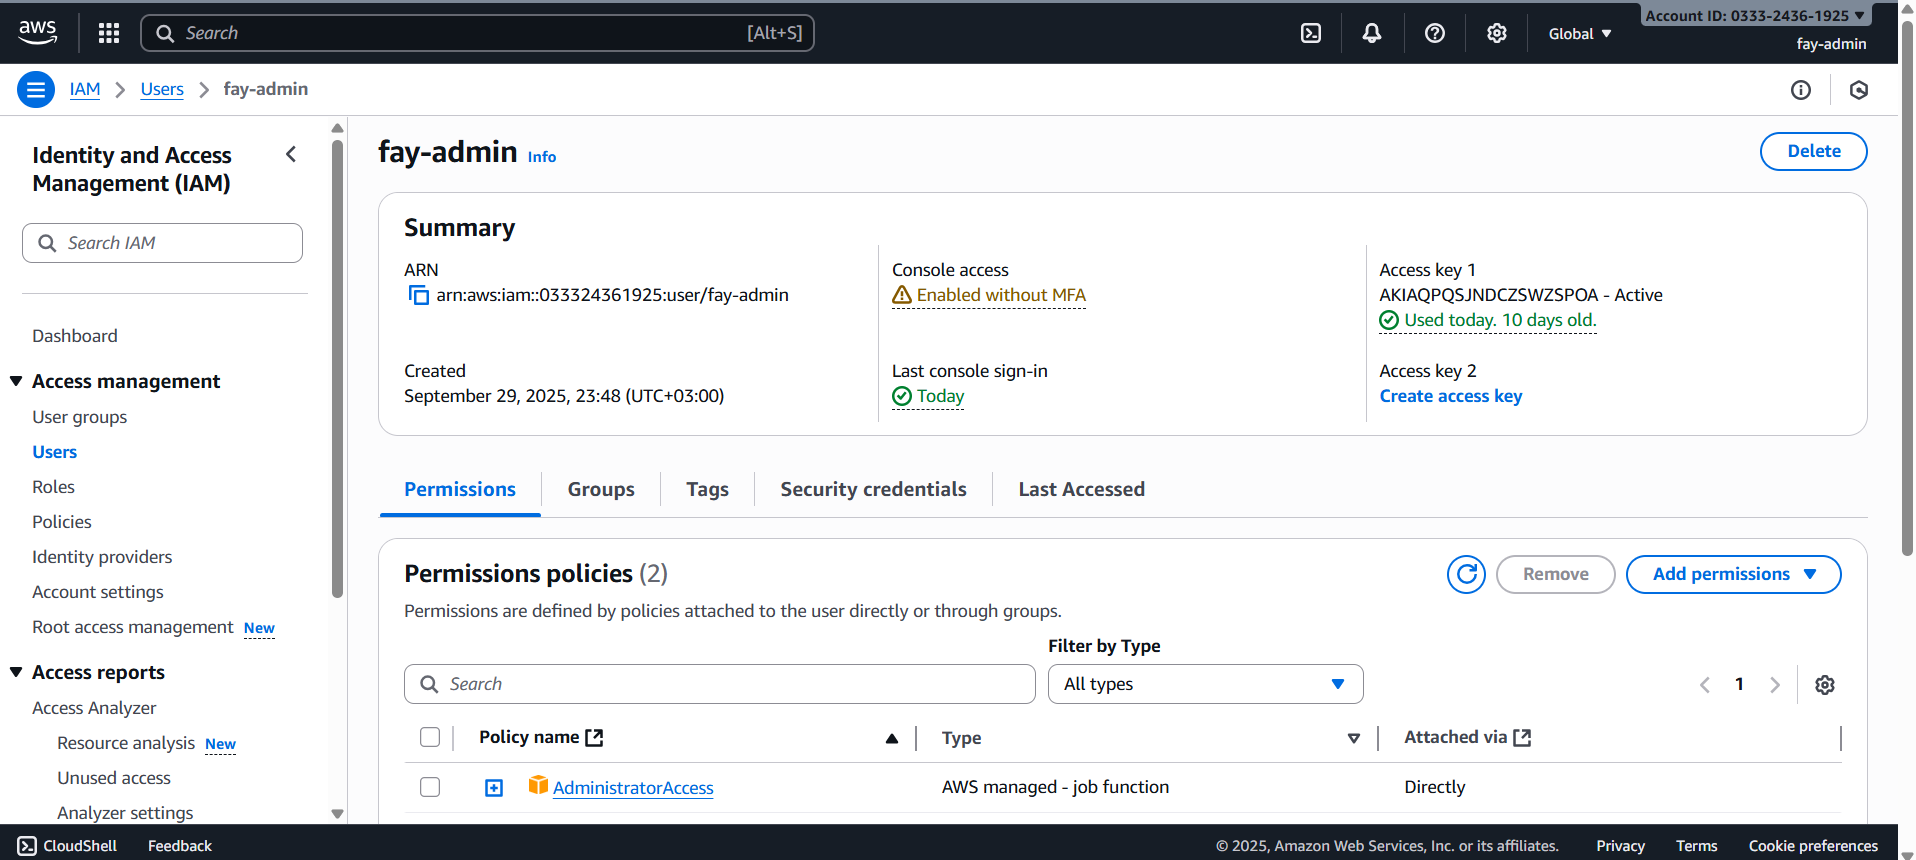 aws
Search [Alt+S]
Global
Account ID: 0333-2436-1925
fay-admin
IAM Users fay-admin
Identity and Access Management (IAM)
Search IAM
Dashboard
Access management
User groups
Users
Roles
Policies
Identity providers
Account settings
Root access management New
Access reports
Access Analyzer
Resource analysis New
Unused access
Analyzer settings
fay-admin Info
Delete
Summary
ARN
arn:aws:iam::033324361925:user/fay-admin
Console access
Enabled without MFA
Access key 1
AKIAQPQSJNDCZSWZSPOA - Active
Used today. 10 days old.
Created
September 29, 2025, 23:48 (UTC+03:00)
Last console sign-in
Today
Access key 2
Create access key
Permissions Groups Tags Security credentials Last Accessed
Permissions policies (2)
Remove
Add permissions
Permissions are defined by policies attached to the user directly or through groups.
Filter by Type
Search
All types
1
Policy name Type Attached via
AdministratorAccess AWS managed - job function Directly
CloudShell Feedback © 2025, Amazon Web Services, Inc. or its affiliates. Privacy Terms Cookie preferences